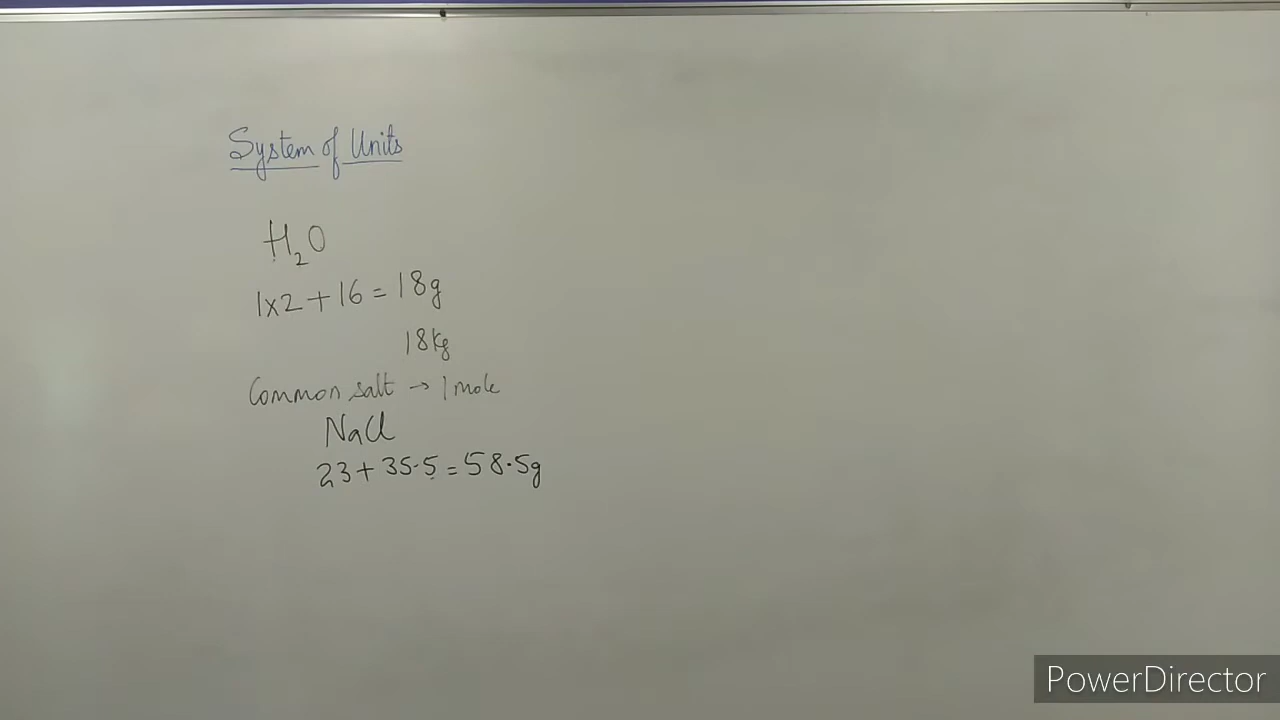 System of Units
H₂O
1x2 + 16 = 18g
18kg
Common salt → 1 mole
NaCl
23 + 35.5 = 58.5g
PowerDirector